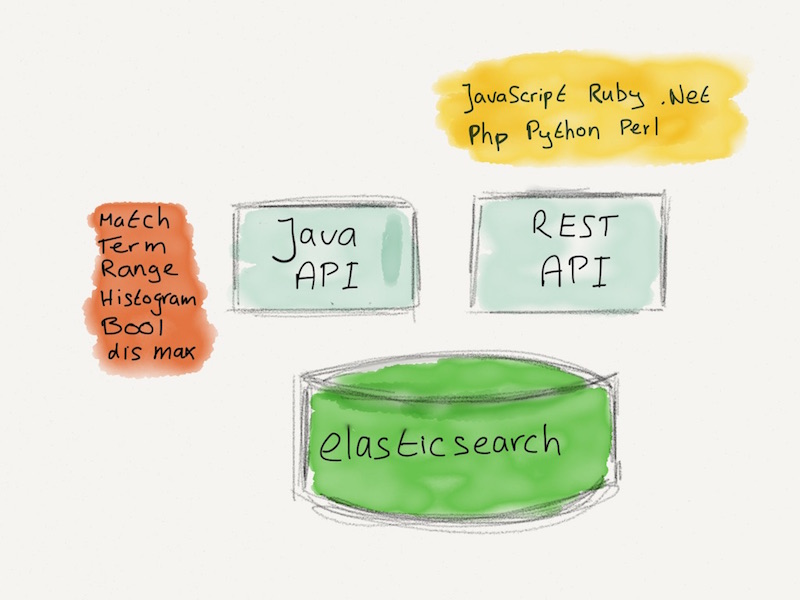 JavaScript Ruby .Net
Php Python Perl
Match
Term
Range
Histogram
Bool
dis max
Java
API
REST
API
elasticsearch